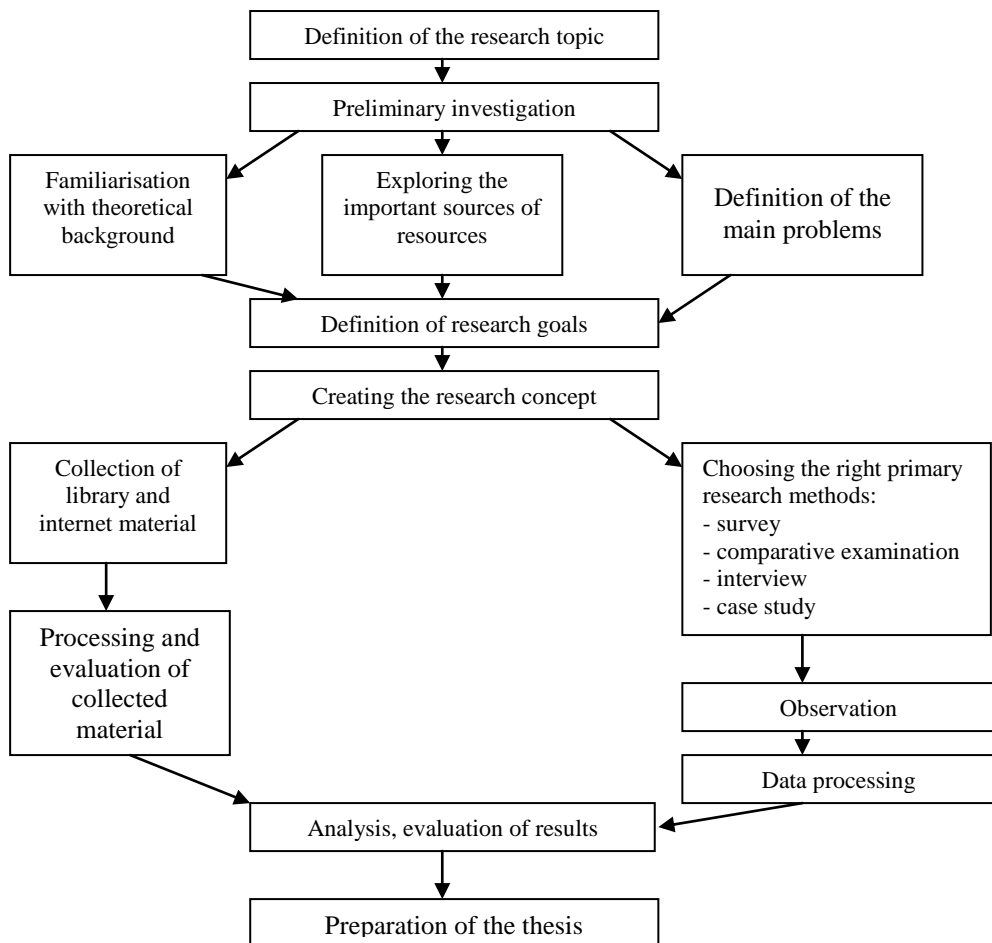 Definition of the research topic
Preliminary investigation
Familiarisation
with theoretical
background
Exploring the
important sources of
resources
Definition of the
main problems
Definition of research goals
Creating the research concept
Collection of
library and
internet material
Choosing the right primary
research methods:
- survey
- comparative examination
- interview
- case study
Processing and
evaluation of
collected
material
Observation
Data processing
Analysis, evaluation of results
Preparation of the thesis